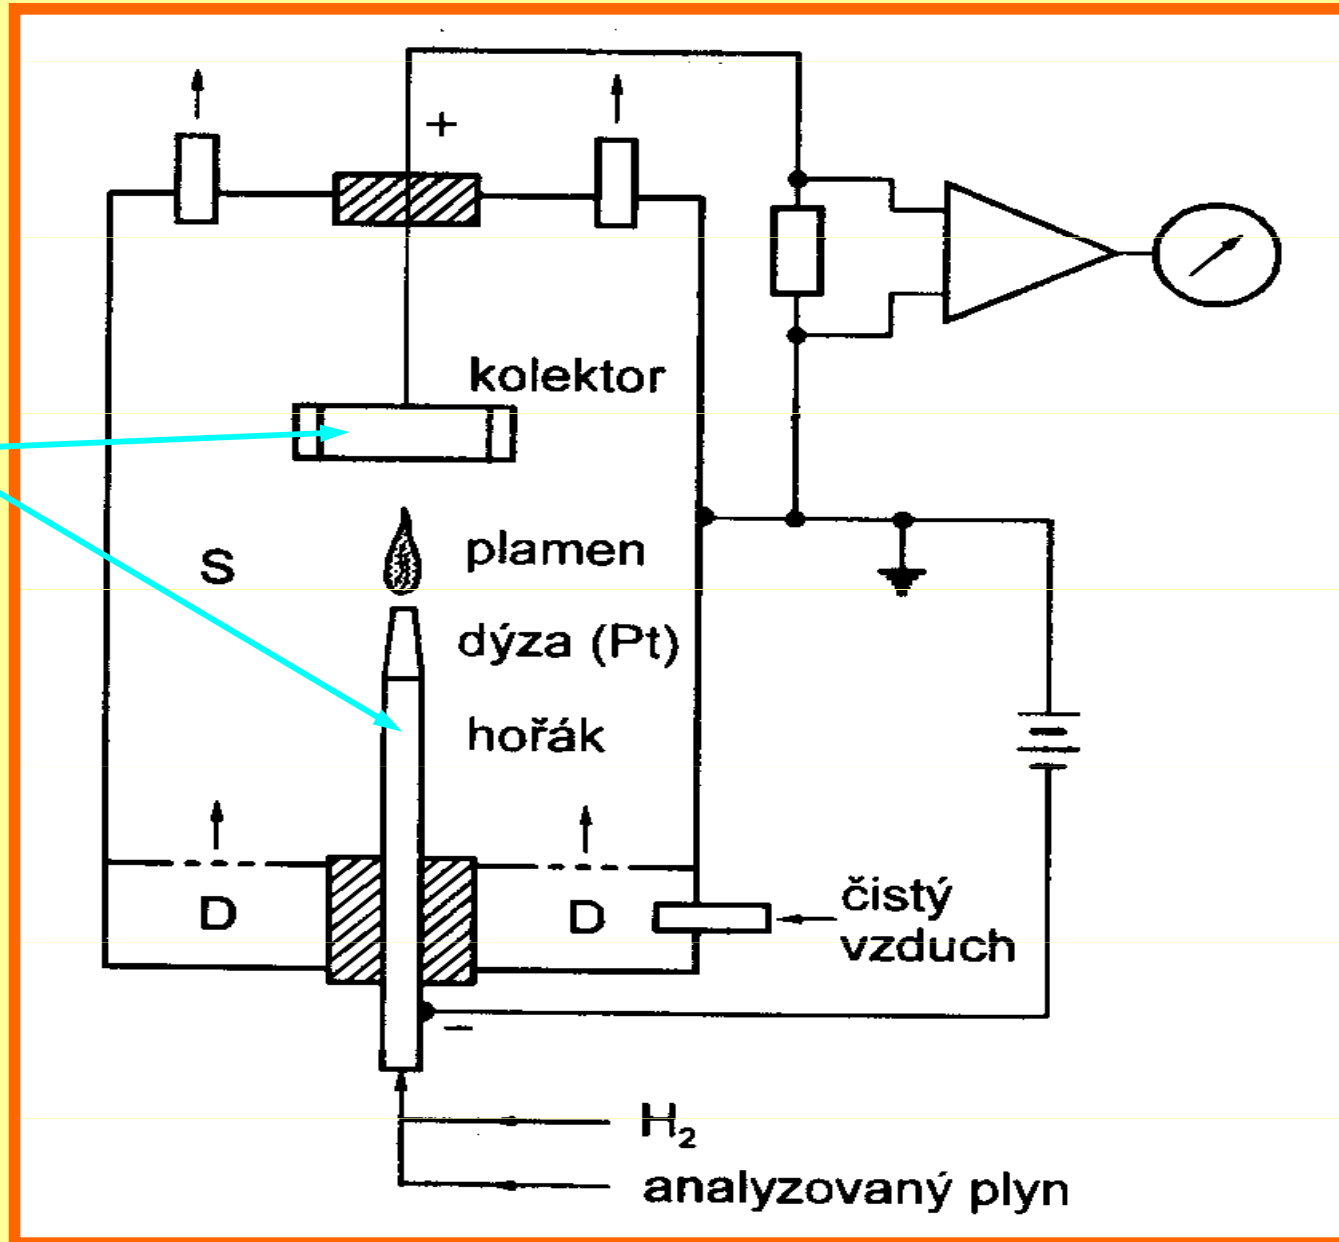 +
kolektor
S
plamen
dýza (Pt)
hořák
D
D
čistý
vzduch
–
H₂
analyzovaný plyn